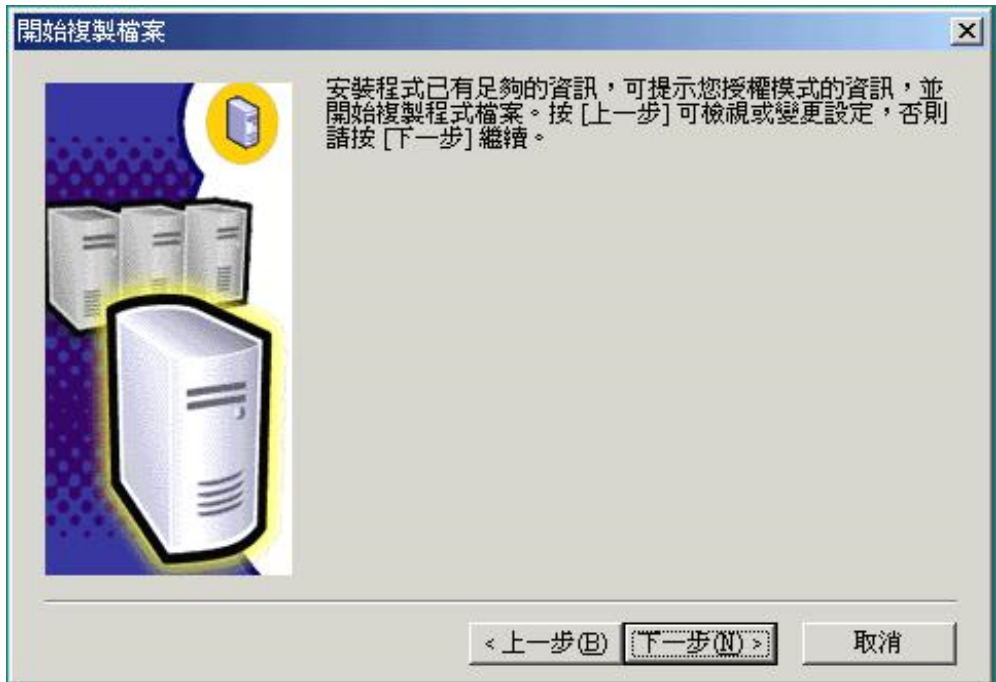 開始複製檔案
安裝程式已有足夠的資訊，可提示您授權模式的資訊，並
開始複製程式檔案。按 [上一步] 可檢視或變更設定，否則
請按 [下一步] 繼續。
< 上一步(B)
下一步(N) >
取消